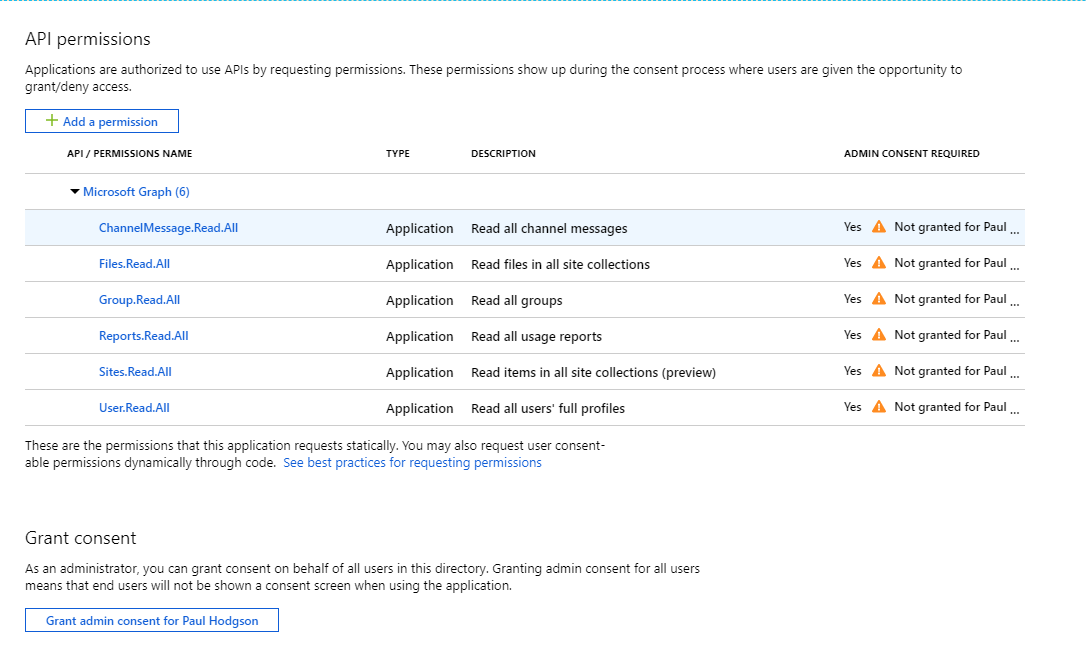 API permissions
Applications are authorized to use APIs by requesting permissions. These permissions show up during the consent process where users are given the opportunity to
grant/deny access.
+ Add a permission
API / PERMISSIONS NAME TYPE DESCRIPTION ADMIN CONSENT REQUIRED
Microsoft Graph (6)
ChannelMessage.Read.All Application Read all channel messages Yes Not granted for Paul ...
Files.Read.All Application Read files in all site collections Yes Not granted for Paul ...
Group.Read.All Application Read all groups Yes Not granted for Paul ...
Reports.Read.All Application Read all usage reports Yes Not granted for Paul ...
Sites.Read.All Application Read items in all site collections (preview) Yes Not granted for Paul ...
User.Read.All Application Read all users' full profiles Yes Not granted for Paul ...
These are the permissions that this application requests statically. You may also request user consent-
able permissions dynamically through code. See best practices for requesting permissions
Grant consent
As an administrator, you can grant consent on behalf of all users in this directory. Granting admin consent for all users
means that end users will not be shown a consent screen when using the application.
Grant admin consent for Paul Hodgson